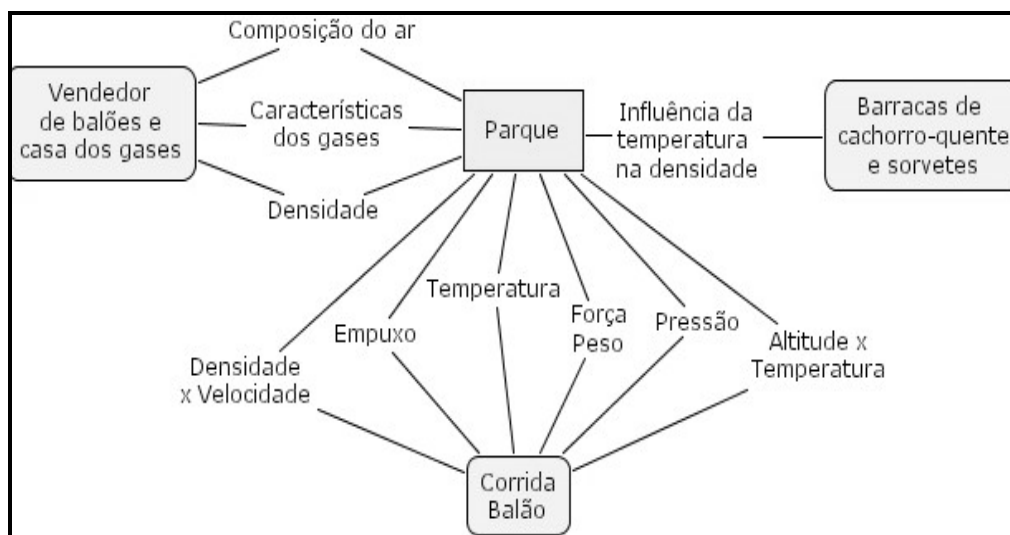 Composição do ar
Vendedor
de balões e
casa dos gases
Características
dos gases
Densidade
Parque
Influência da
temperatura
na densidade
Barracas de
cachorro-quente
e sorvetes
Densidade
x Velocidade
Empuxo
Temperatura
Força
Peso
Pressão
Altitude x
Temperatura
Corrida
Balão